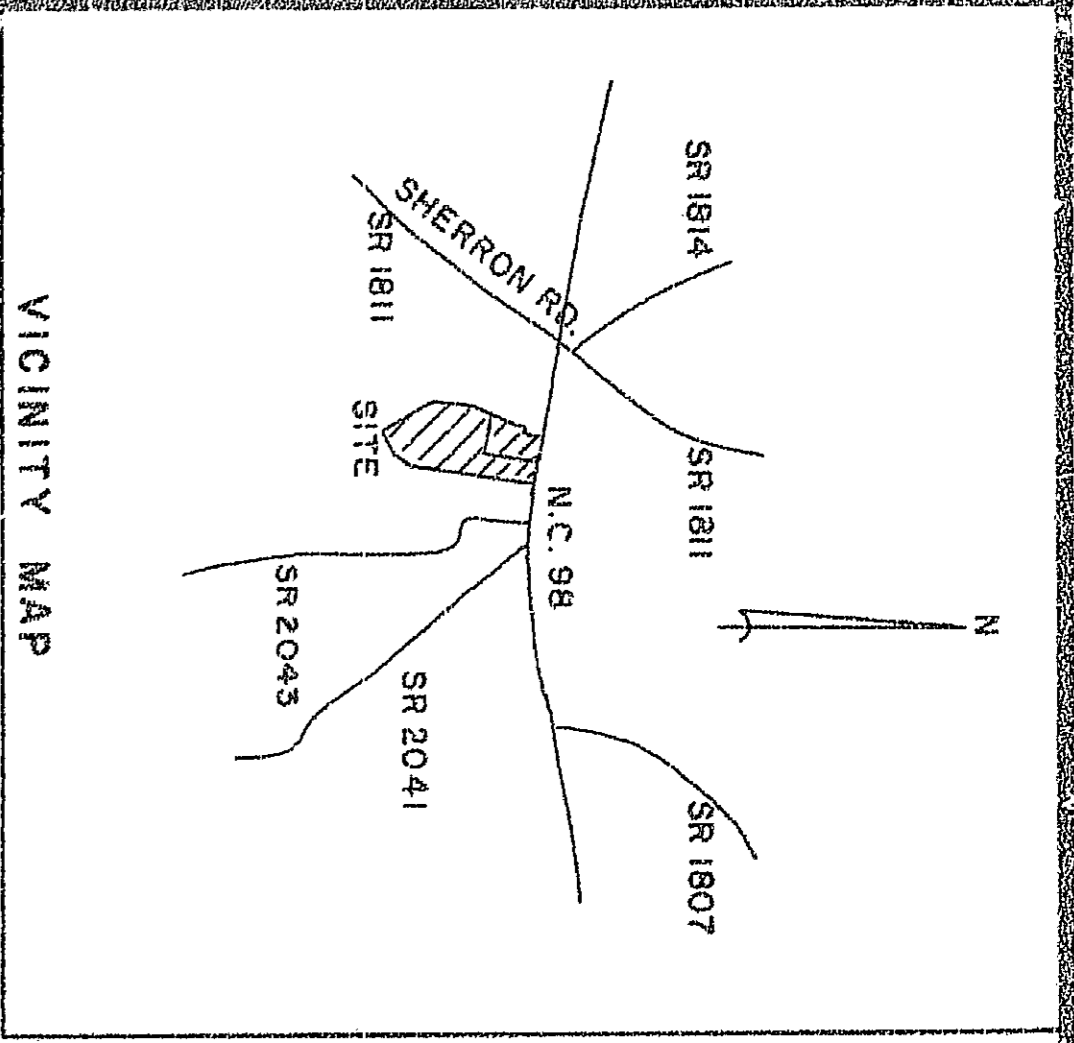 SR 1814
SR 1811
SR 1807
N
N.C. 98
SHERRON RD.
SR 1811
SITE
SR 2041
SR 2043
VICINITY MAP